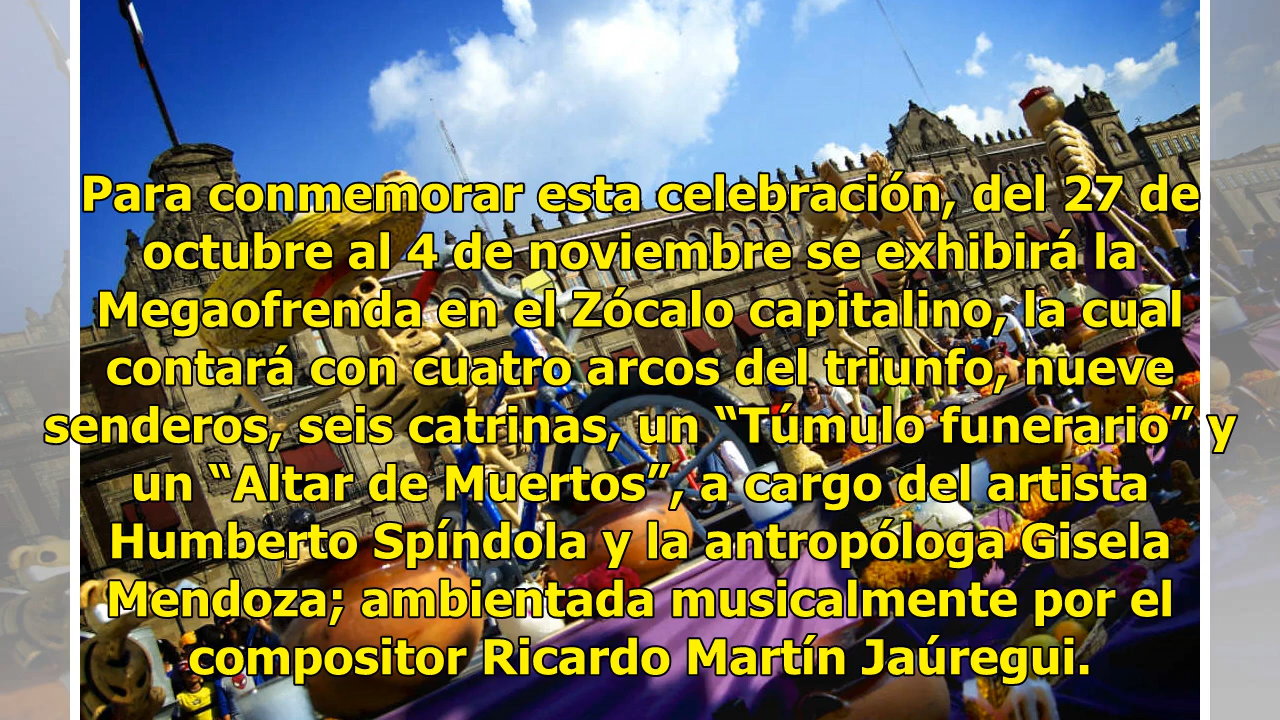 Para conmemorar esta celebración, del 27 de
octubre al 4 de noviembre se exhibirá la
Megaofrenda en el Zócalo capitalino, la cual
contará con cuatro arcos del triunfo, nueve
senderos, seis catrinas, un “Túmulo funerario” y
un “Altar de Muertos”, a cargo del artista
Humberto Spíndola y la antropóloga Gisela
Mendoza; ambientada musicalmente por el
compositor Ricardo Martín Jaúregui.